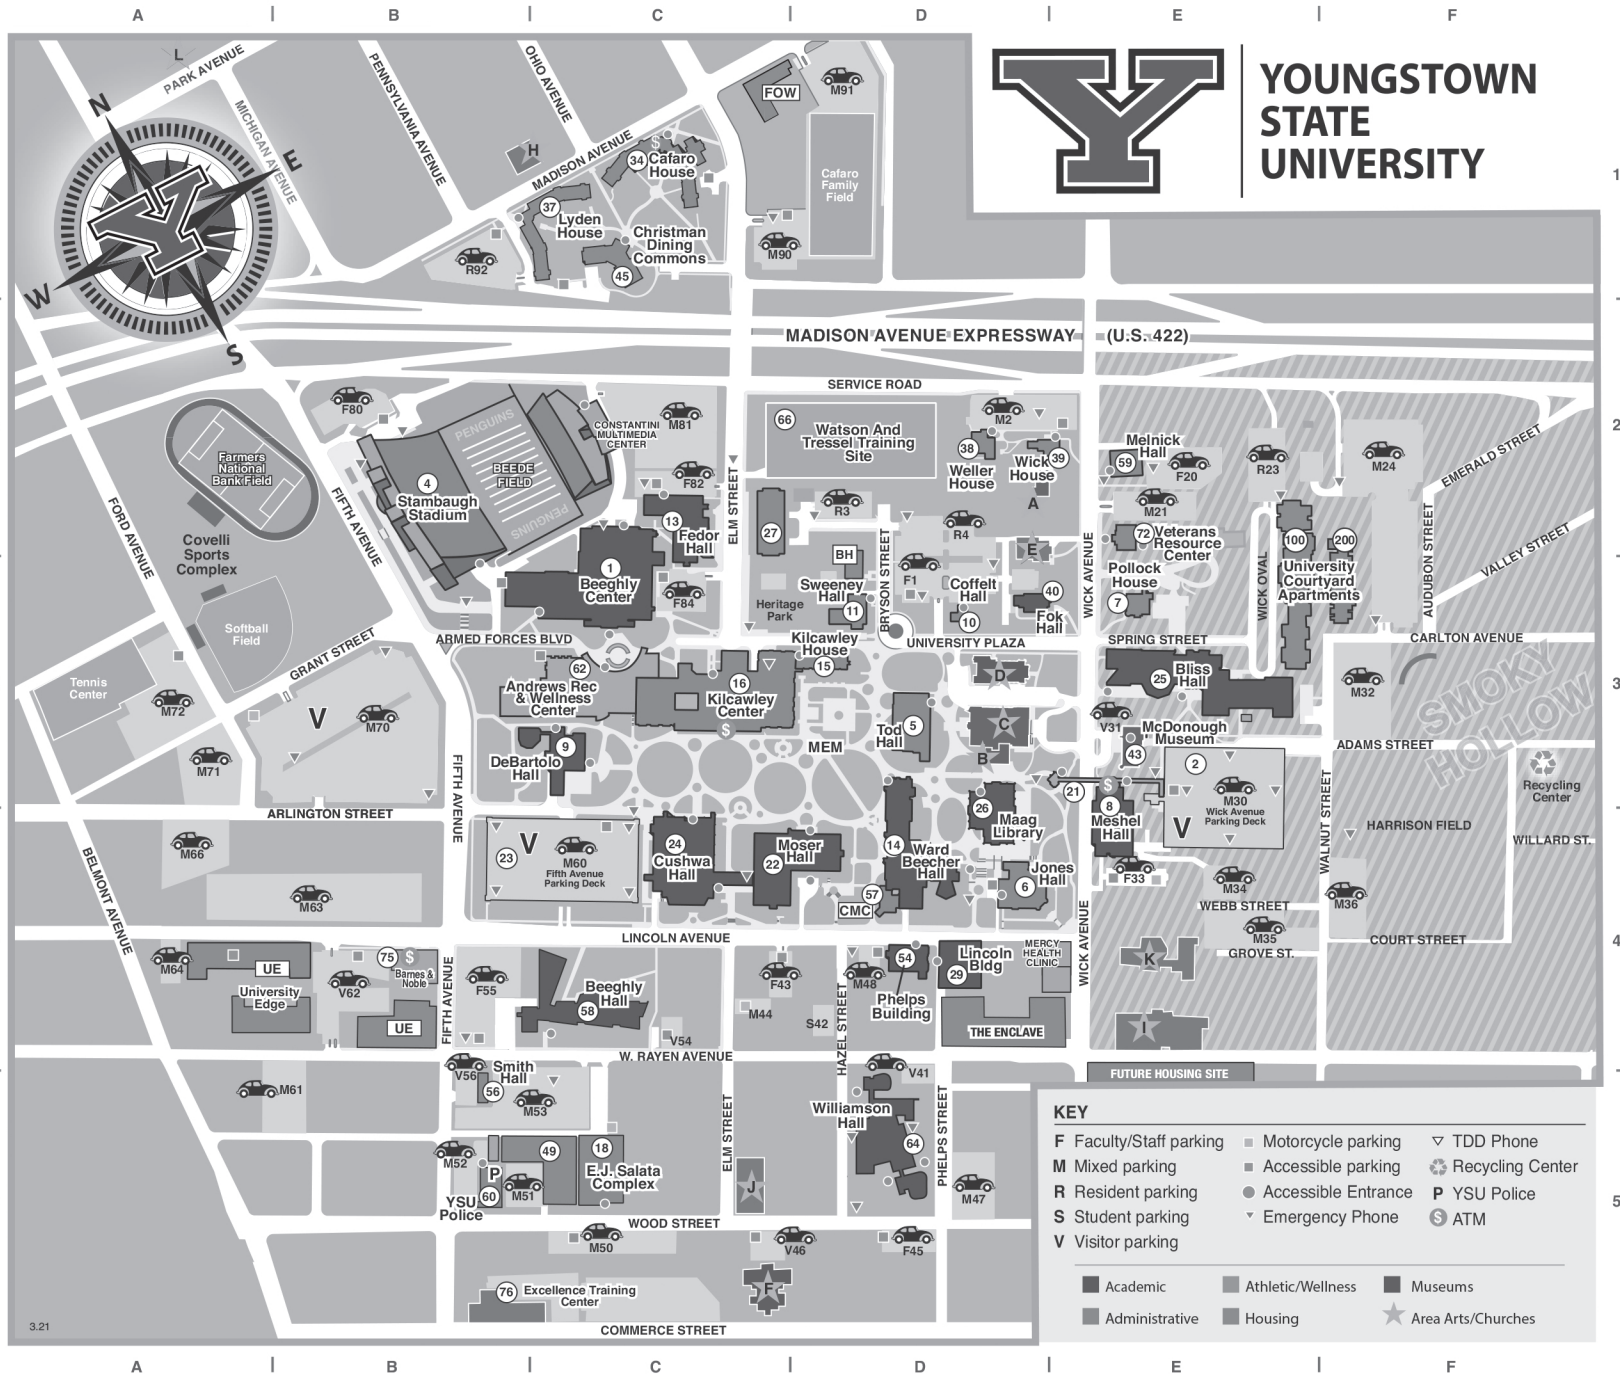 A
B
C
D
E
F
YOUNGSTOWN
STATE
UNIVERSITY
L
PARK AVENUE
MICHIGAN AVENUE
PENNSYLVANIA AVENUE
OHIO AVENUE
N
E
W
S
Y
H
MADISON AVENUE
34
Cafaro
House
$
37
Lyden
House
Christman
Dining
Commons
45
R92
FOW
M91
Cafaro
Family
Field
M90
1
MADISON AVENUE EXPRESSWAY
(U.S. 422)
SERVICE ROAD
F80
Farmers
National
Bank Field
Covelli
Sports
Complex
Softball
Field
FORD AVENUE
FIFTH AVENUE
4
Stambaugh
Stadium
PENGUINS
BEEDE
FIELD
PENGUINS
CONSTANTINI
MULTIMEDIA
CENTER
M81
F82
13
Fedor
Hall
1
Beeghly
Center
F84
ELM STREET
66
Watson And
Tressel Training
Site
M2
38
Weller
House
39
Wick
House
A
27
R3
R4
BH
Sweeney
Hall
11
Heritage
Park
BRYSON STREET
F1
Coffelt
Hall
10
E
40
Fok
Hall
WICK AVENUE
Melnick
Hall
59
F20
M21
72
Veterans
Resource
Center
Pollock
House
7
R23
M24
100
200
University
Courtyard
Apartments
WICK OVAL
AUDUBON STREET
EMERALD STREET
VALLEY STREET
2
GRANT STREET
ARMED FORCES BLVD
UNIVERSITY PLAZA
SPRING STREET
CARLTON AVENUE
Tennis
Center
M72
M71
V
M70
62
Andrews Rec
& Wellness
Center
16
Kilcawley
Center
$
Kilcawley
House
15
9
DeBartolo
Hall
MEM
Tod
Hall
5
D
C
B
25
Bliss
Hall
V31
McDonough
Museum
43
M32
SMOKY
HOLLOW
3
ADAMS STREET
Recycling
Center
2
M30
Wick Avenue
Parking Deck
V
21
$
8
Meshel
Hall
ARLINGTON STREET
FIFTH AVENUE
M66
M63
23
V
M60
Fifth Avenue
Parking Deck
24
Cushwa
Hall
22
Moser
Hall
14
Ward
Beecher
Hall
26
Maag
Library
Jones
Hall
6
57
CMC
F33
M34
WEBB STREET
M35
GROVE ST.
WALNUT STREET
HARRISON FIELD
WILLARD ST.
M36
COURT STREET
BELMONT AVENUE
LINCOLN AVENUE
M64
UE
University
Edge
75
$
Barnes &
Noble
V62
UE
FIFTH AVENUE
F55
Beeghly
Hall
58
V54
F43
M44
S42
M48
54
Phelps
Building
HAZEL STREET
Lincoln
Bldg
29
MERCY
HEALTH
CLINIC
THE ENCLAVE
WICK AVENUE
K
I
4
W. RAYEN AVENUE
FUTURE HOUSING SITE
M61
V56
Smith
Hall
56
M53
V41
Williamson
Hall
64
PHELPS STREET
ELM STREET
M52
P
YSU
Police
60
M51
49
18
E.J. Salata
Complex
J
M47
WOOD STREET
M50
V46
F45
76
Excellence Training
Center
F
COMMERCE STREET
5
3.21
KEY
F Faculty/Staff parking
M Mixed parking
R Resident parking
S Student parking
V Visitor parking
Motorcycle parking
Accessible parking
Accessible Entrance
Emergency Phone
TDD Phone
Recycling Center
P YSU Police
$ ATM
Academic
Administrative
Athletic/Wellness
Housing
Museums
Area Arts/Churches
A
B
C
D
E
F